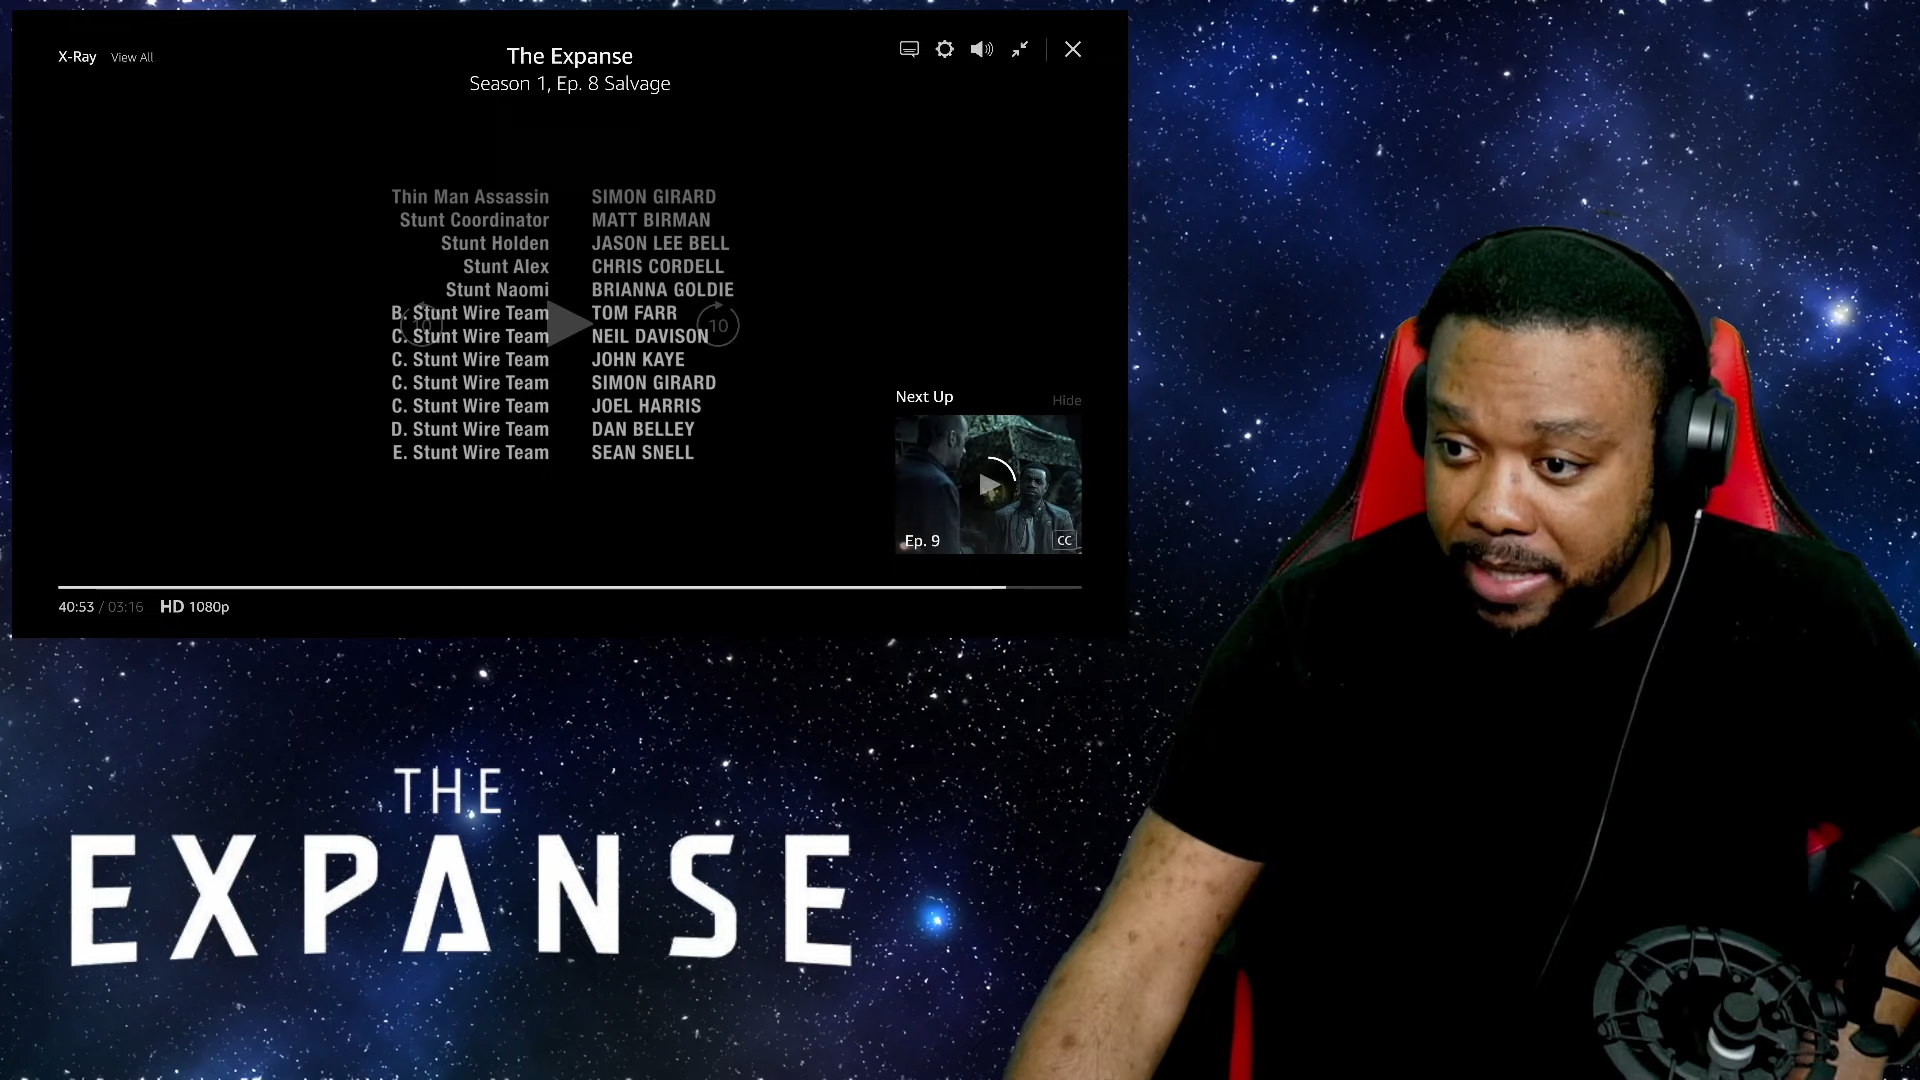 X-Ray View All
The Expanse
Season 1, Ep. 8 Salvage
Thin Man Assassin SIMON GIRARD
Stunt Coordinator MATT BIRMAN
Stunt Holden JASON LEE BELL
Stunt Alex CHRIS CORDELL
Stunt Naomi BRIANNA GOLDIE
B. Stunt Wire Team TOM FARR
C. Stunt Wire Team NEIL DAVISON
C. Stunt Wire Team JOHN KAYE
C. Stunt Wire Team SIMON GIRARD
C. Stunt Wire Team JOEL HARRIS
D. Stunt Wire Team DAN BELLEY
E. Stunt Wire Team SEAN SNELL
10 10
Next Up Hide
Ep. 9 CC
40:53 / 03:16 HD 1080p
THE
EXPANSE